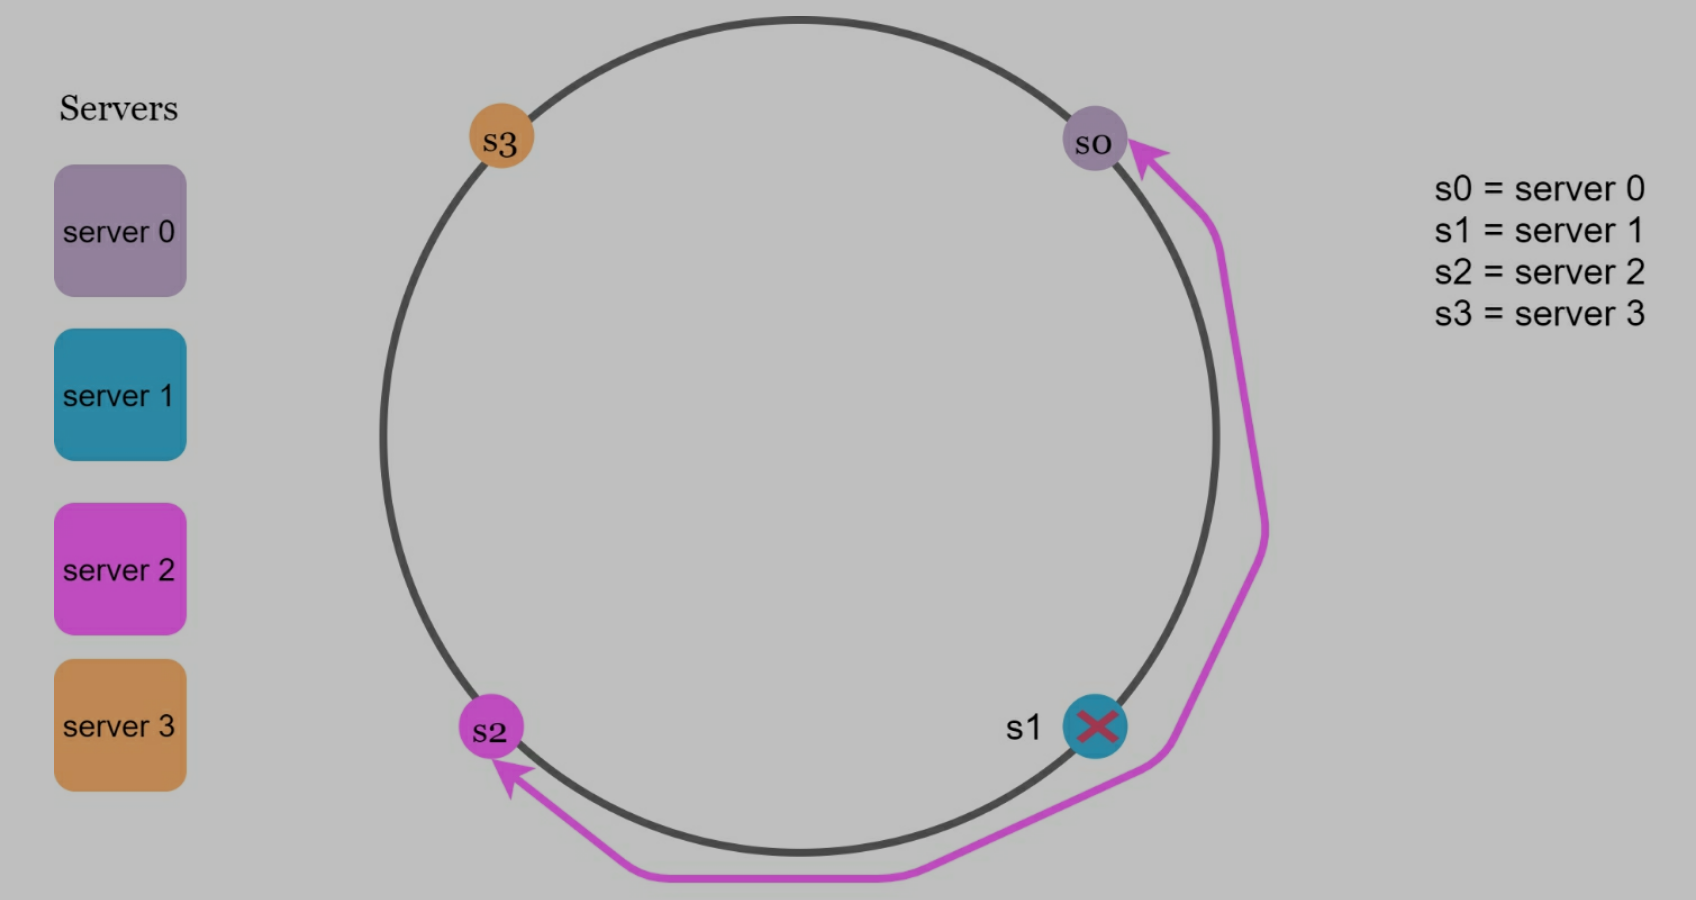 Servers
server 0
server 1
server 2
server 3
s3
s0
s2
s1
s0 = server 0
s1 = server 1
s2 = server 2
s3 = server 3